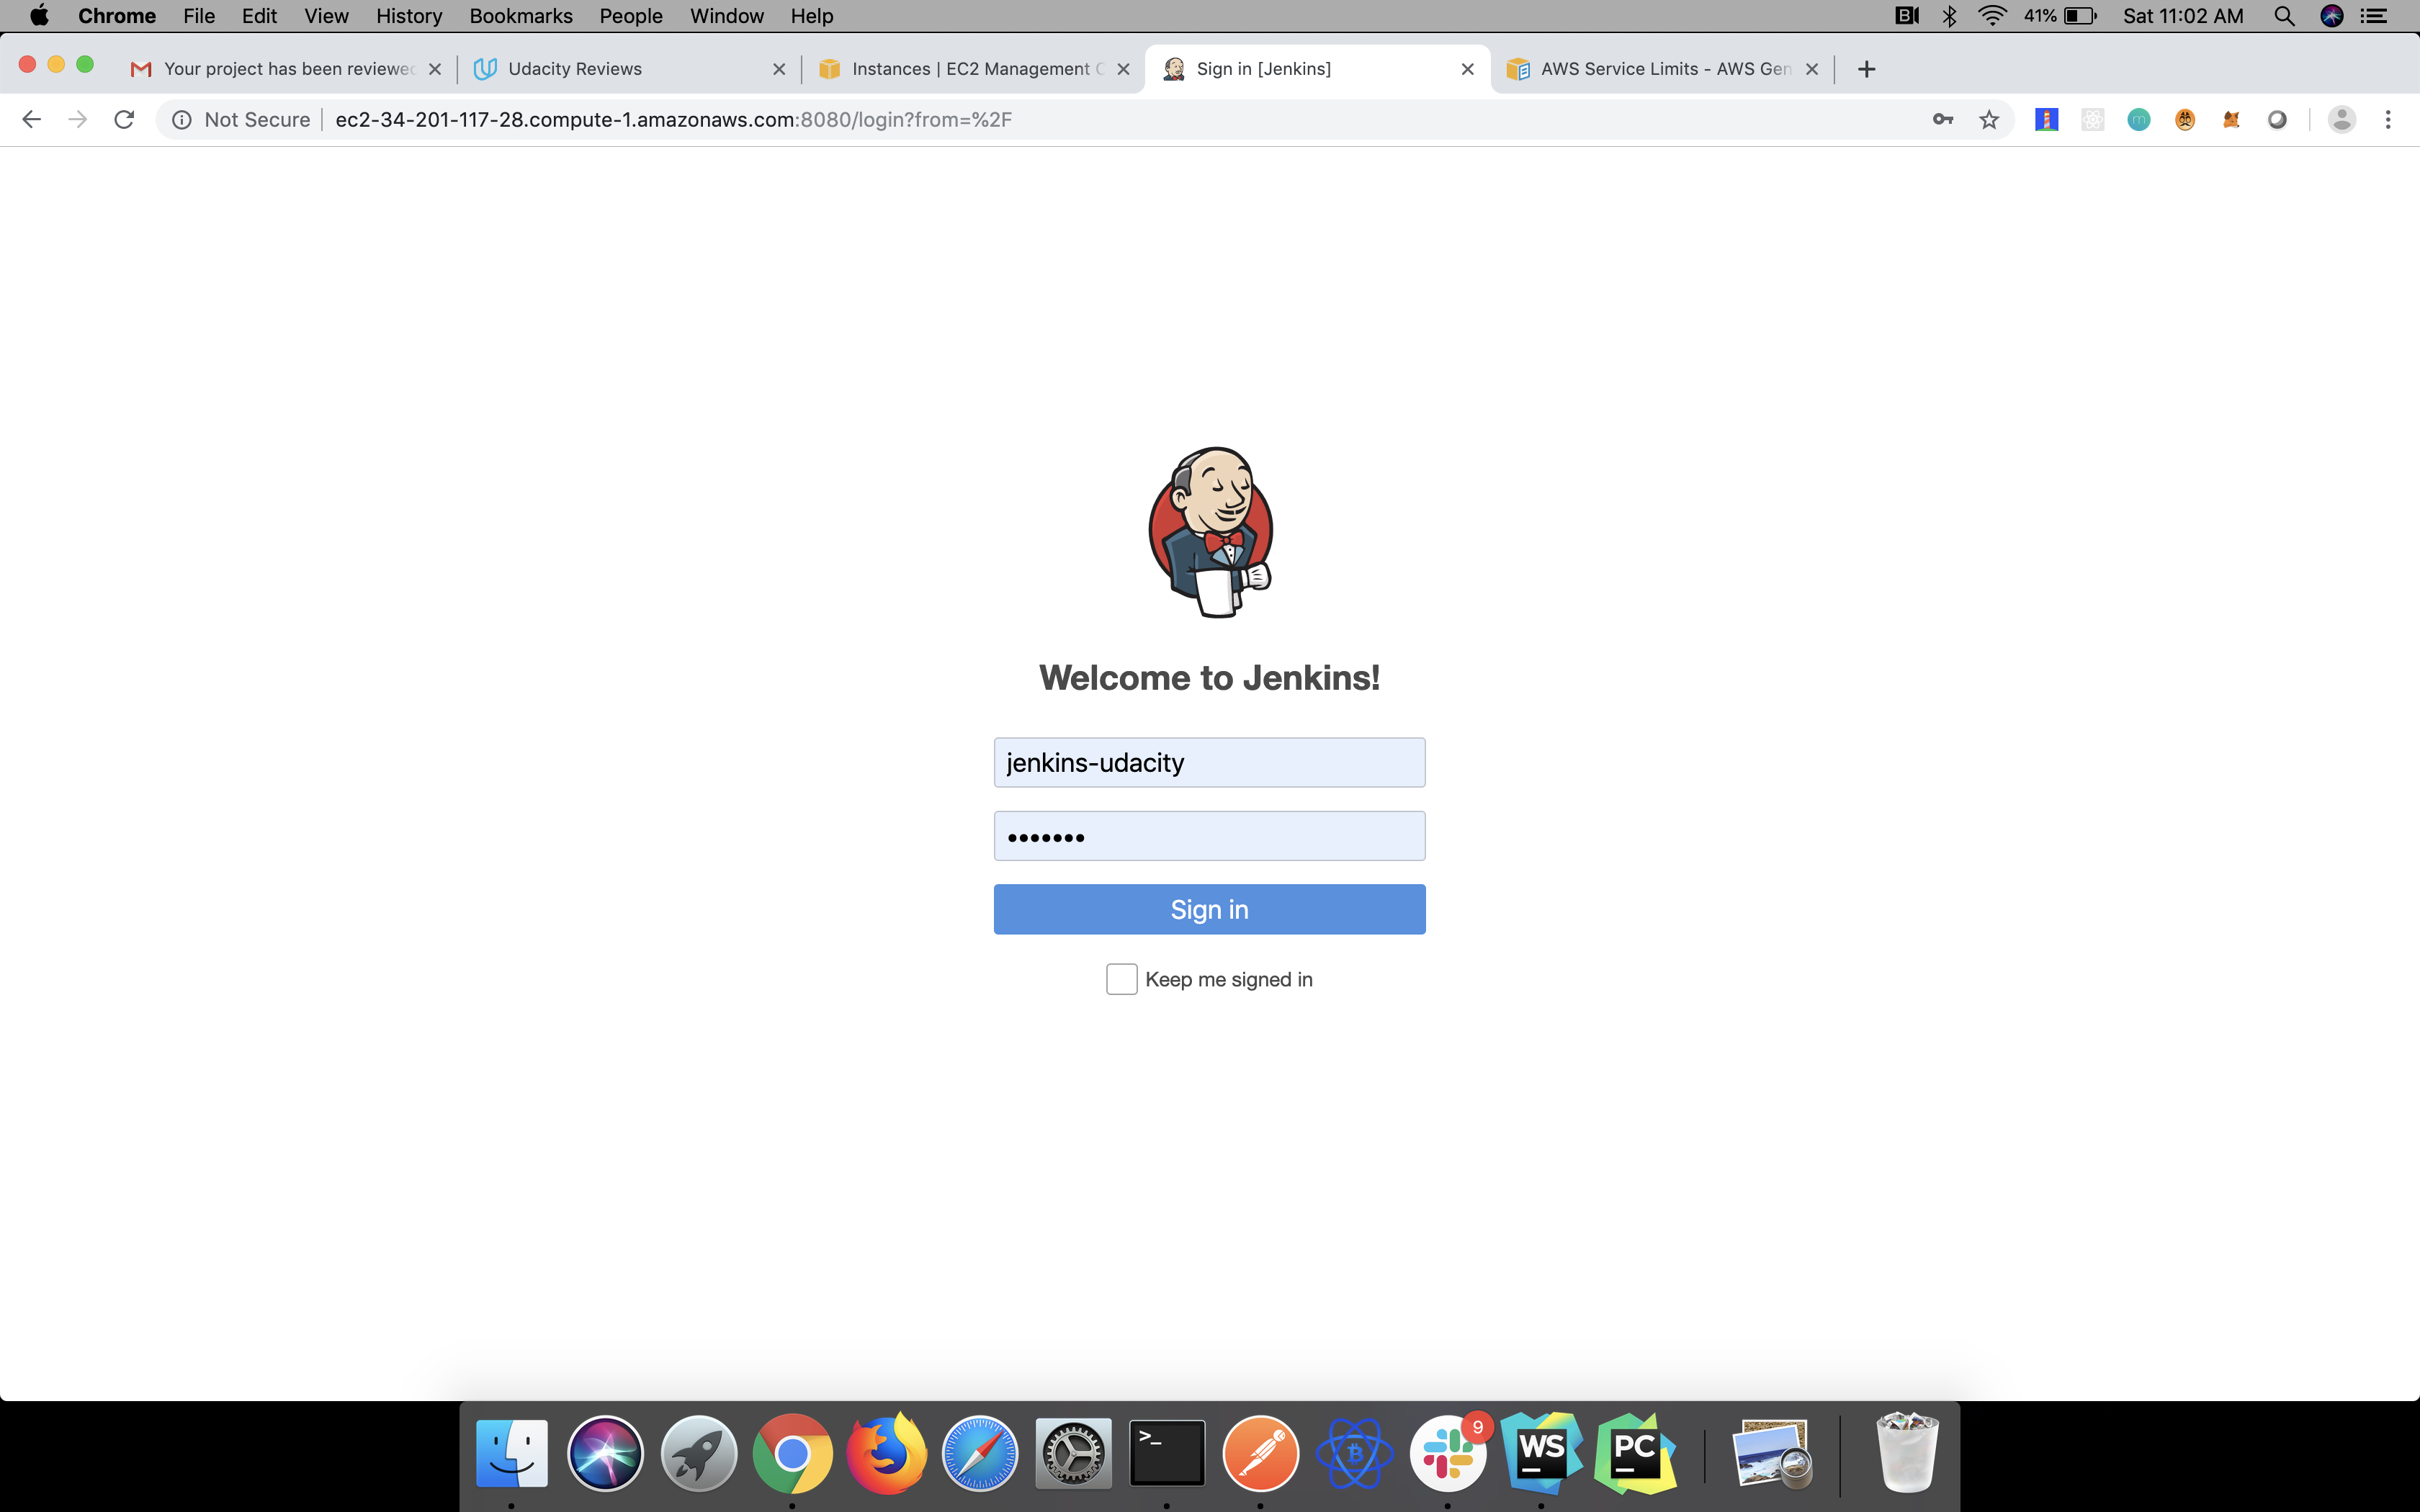 Chrome File Edit View History Bookmarks People Window Help 41% Sat 11:02 AM
Your project has been reviewed Udacity Reviews Instances | EC2 Management C Sign in [Jenkins] AWS Service Limits - AWS Gen
Not Secure ec2-34-201-117-28.compute-1.amazonaws.com:8080/login?from=%2F
Welcome to Jenkins!
jenkins-udacity
•••••••
Sign in
Keep me signed in
>_ 9 WS PC